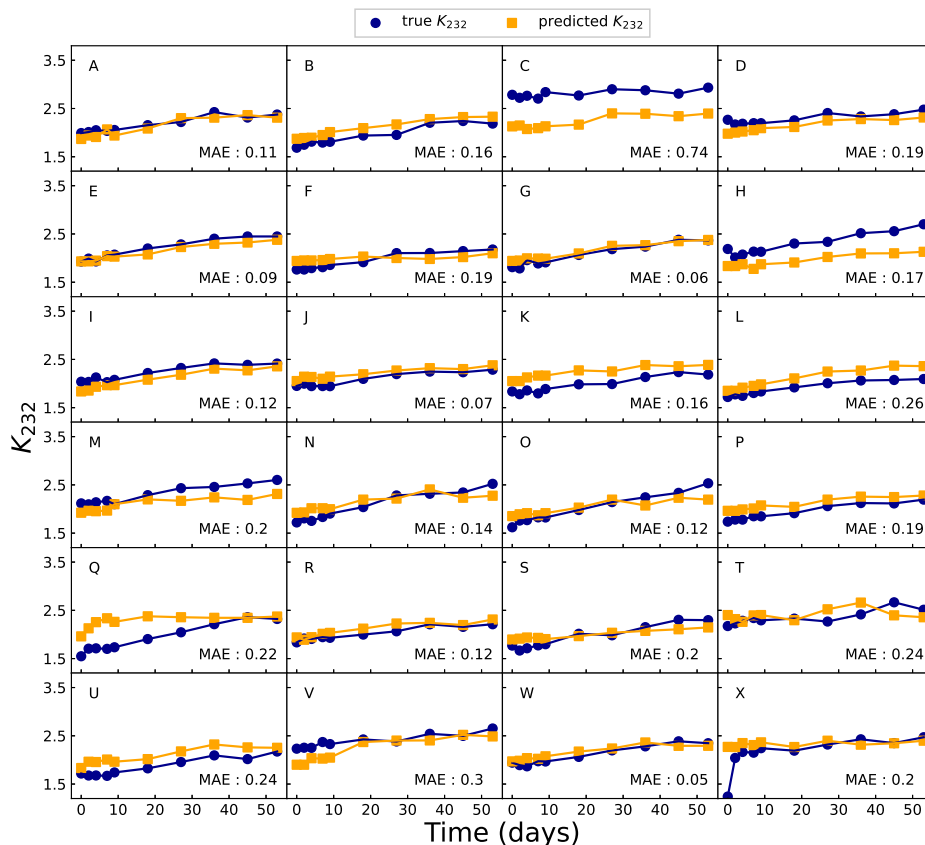 true K232 predicted K232
A B C D
3.5
2.5
1.5
MAE : 0.11 MAE : 0.16 MAE : 0.74 MAE : 0.19
E F G H
3.5
2.5
1.5
MAE : 0.09 MAE : 0.19 MAE : 0.06 MAE : 0.17
I J K L
3.5
2.5
1.5
MAE : 0.12 MAE : 0.07 MAE : 0.16 MAE : 0.26
K232
M N O P
3.5
2.5
1.5
MAE : 0.2 MAE : 0.14 MAE : 0.12 MAE : 0.19
Q R S T
3.5
2.5
1.5
MAE : 0.22 MAE : 0.12 MAE : 0.2 MAE : 0.24
U V W X
3.5
2.5
1.5
MAE : 0.24 MAE : 0.3 MAE : 0.05 MAE : 0.2
0 10 20 30 40 50 0 10 20 30 40 50 0 10 20 30 40 50 0 10 20 30 40 50
Time (days)